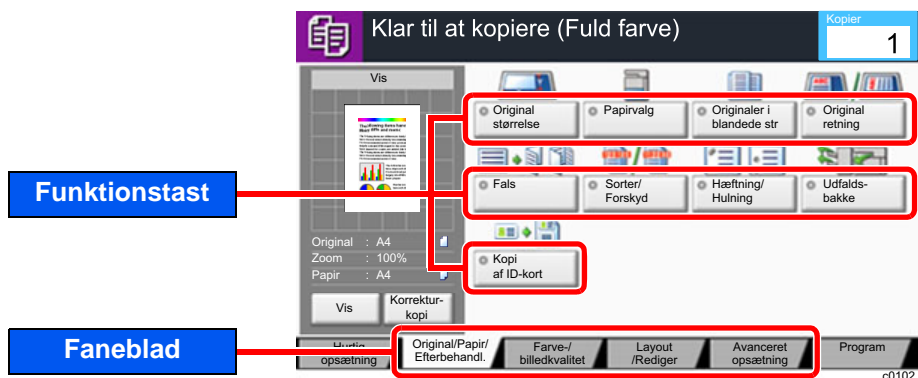 Klar til at kopiere (Fuld farve)
Kopier
1
Vis
Original størrelse
Papirvalg
Originaler i blandede str
Original retning
Funktionstast
Fals
Sorter/ Forskyd
Hæftning/ Hulning
Udfalds- bakke
Original : A4
Zoom : 100%
Papir : A4
Kopi af ID-kort
Vis
Korrektur- kopi
Faneblad
Hurtig opsætning
Original/Papir/ Efterbehandl.
Farve-/ billedkvalitet
Layout /Rediger
Avanceret opsætning
Program
c0102